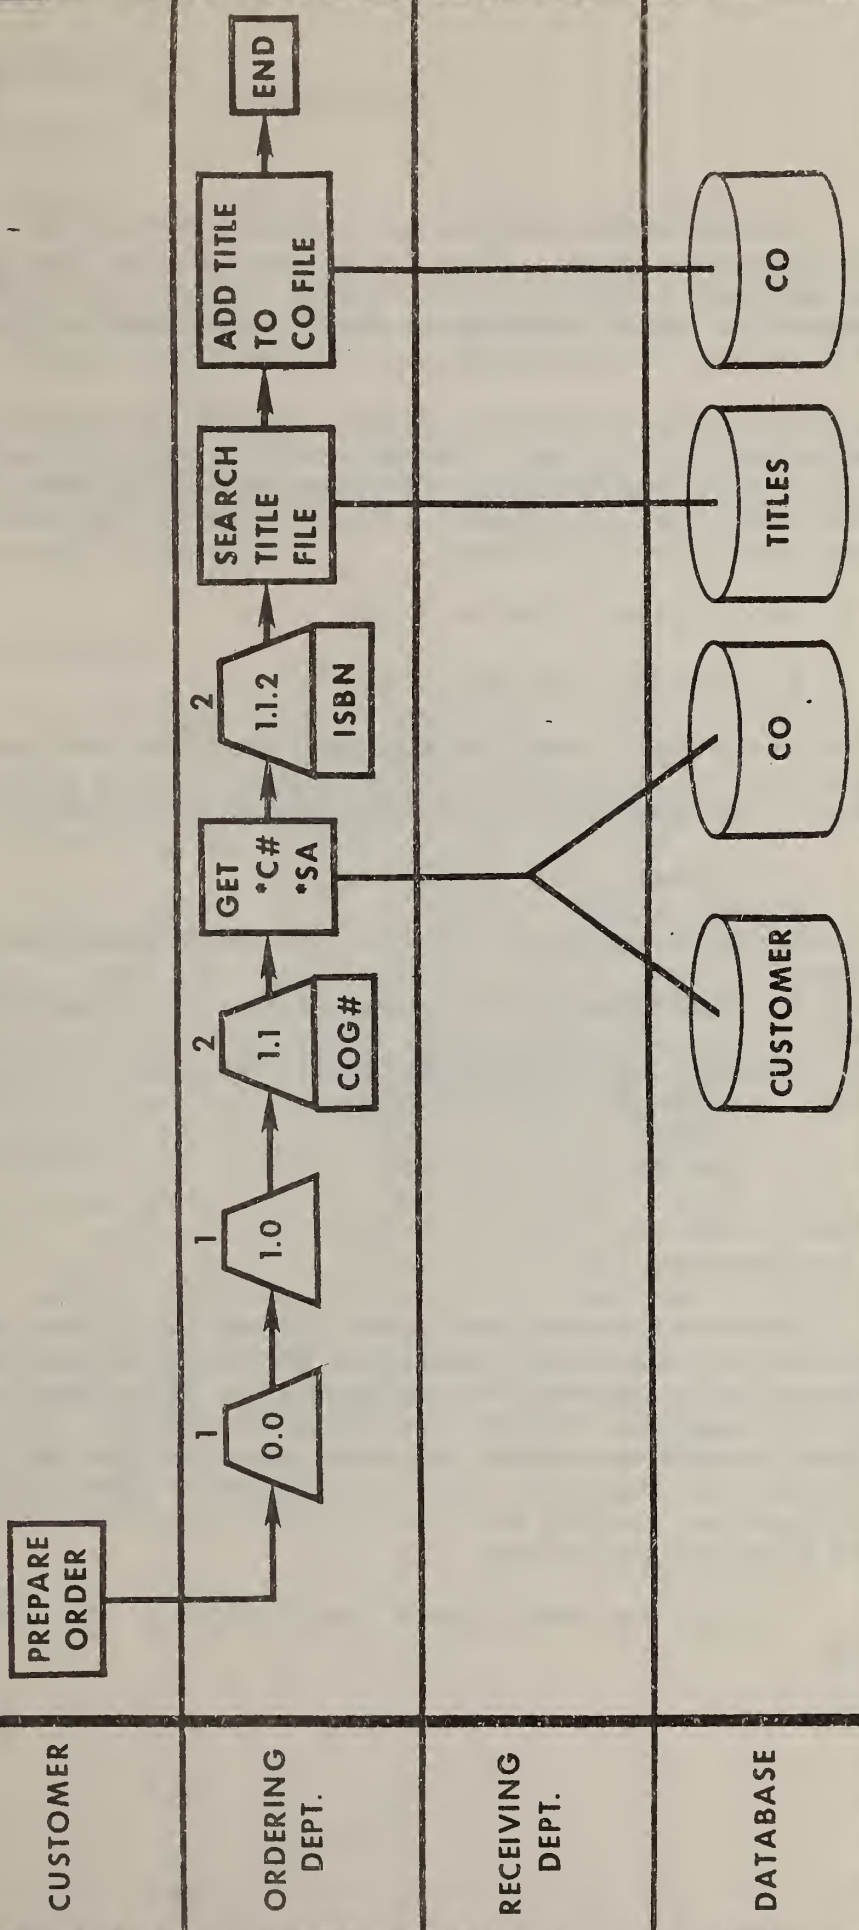 CUSTOMER
PREPARE
ORDER
ORDERING
DEPT.
1
0.0
1
1.0
2
1.1
COG#
GET
*C#
*SA
2
1.1.2
ISBN
SEARCH
TITLE
FILE
ADD TITLE
TO
CO FILE
END
RECEIVING
DEPT.
DATABASE
CUSTOMER
CO
TITLES
CO